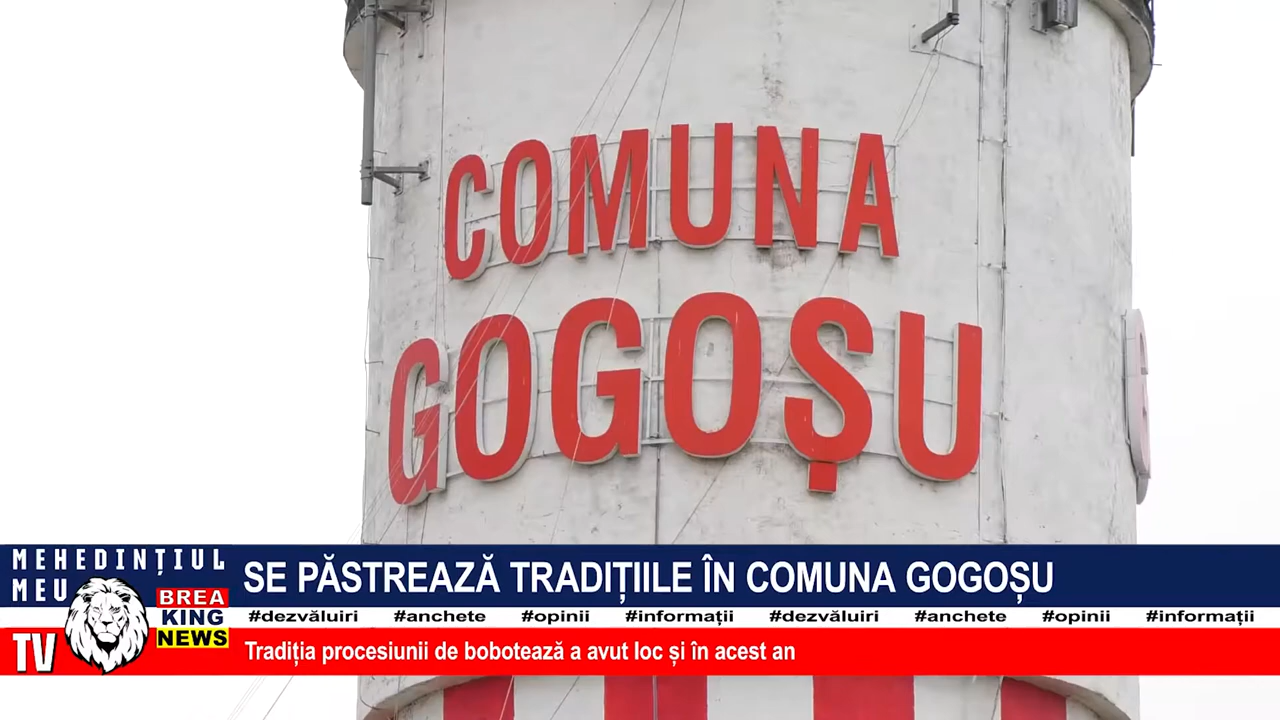 COMUNA
GOGOȘU
MEHEDINȚIUL
MEU
TV
BREA
KING
NEWS
SE PĂSTREAZĂ TRADIȚIILE ÎN COMUNA GOGOȘU
#dezvăluiri #anchete #opinii #informații #dezvăluiri #anchete #opinii #informații
Tradiția procesiunii de bobotează a avut loc și în acest an